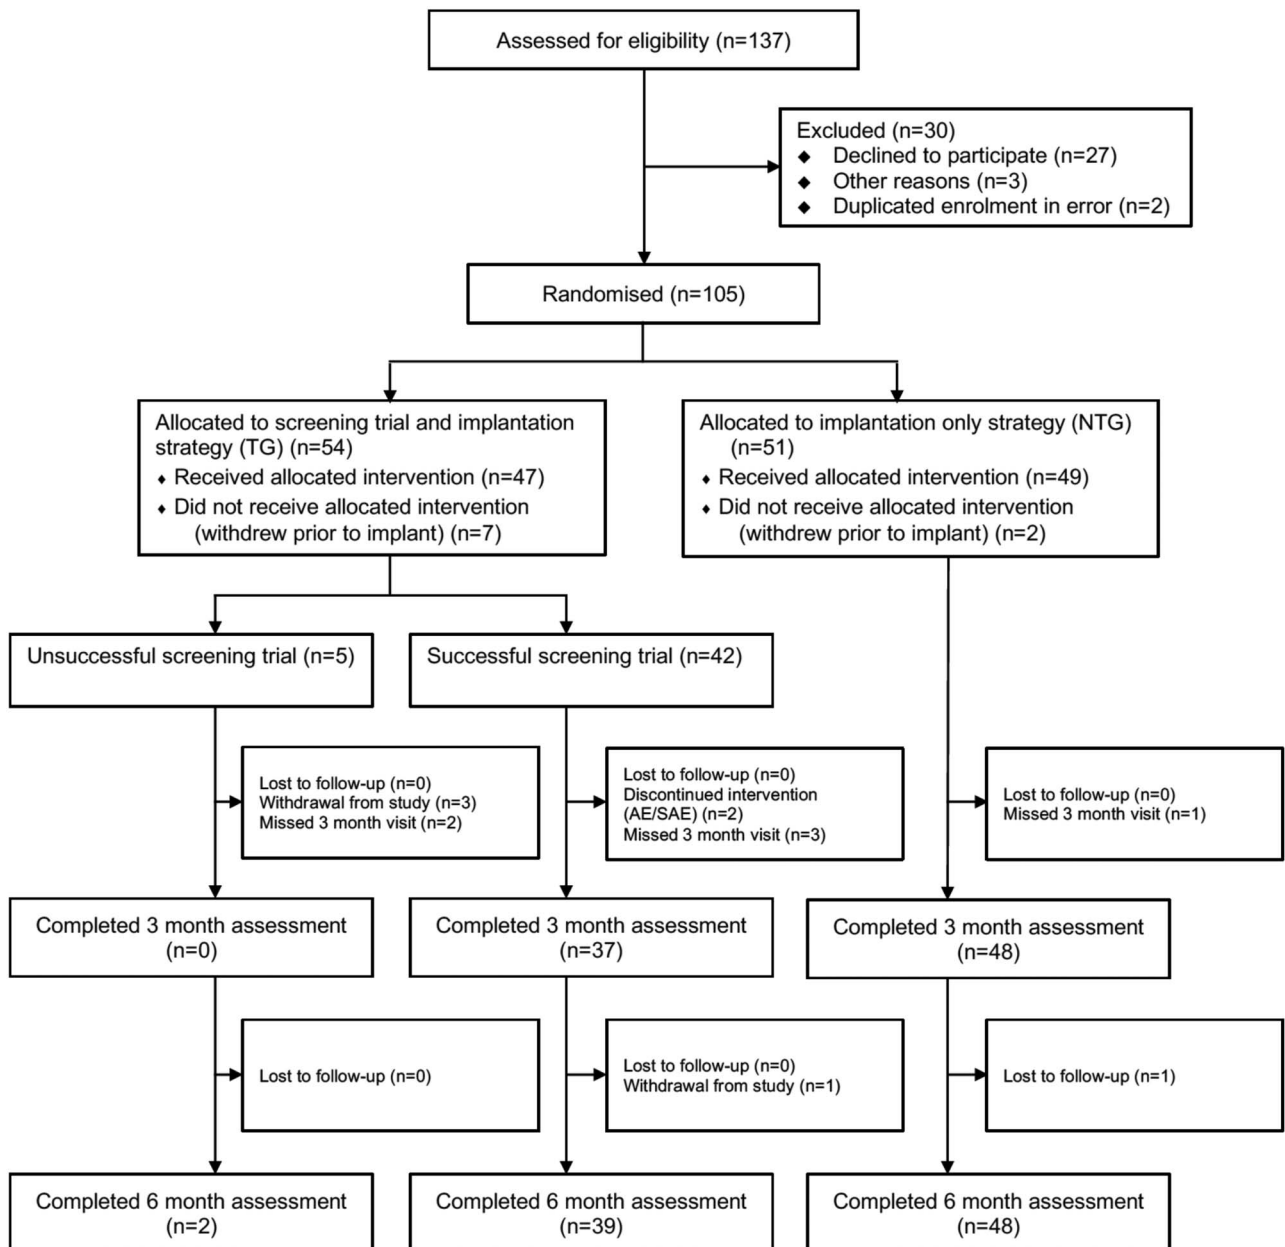 Assessed for eligibility (n=137)
Excluded (n=30)
◆ Declined to participate (n=27)
◆ Other reasons (n=3)
◆ Duplicated enrolment in error (n=2)
Randomised (n=105)
Allocated to screening trial and implantation
strategy (TG) (n=54)
♦ Received allocated intervention (n=47)
♦ Did not receive allocated intervention
(withdrew prior to implant) (n=7)
Allocated to implantation only strategy (NTG)
(n=51)
♦ Received allocated intervention (n=49)
♦ Did not receive allocated intervention
(withdrew prior to implant) (n=2)
Unsuccessful screening trial (n=5)
Successful screening trial (n=42)
Lost to follow-up (n=0)
Withdrawal from study (n=3)
Missed 3 month visit (n=2)
Lost to follow-up (n=0)
Discontinued intervention
(AE/SAE) (n=2)
Missed 3 month visit (n=3)
Lost to follow-up (n=0)
Missed 3 month visit (n=1)
Completed 3 month assessment
(n=0)
Completed 3 month assessment
(n=37)
Completed 3 month assessment
(n=48)
Lost to follow-up (n=0)
Lost to follow-up (n=0)
Withdrawal from study (n=1)
Lost to follow-up (n=1)
Completed 6 month assessment
(n=2)
Completed 6 month assessment
(n=39)
Completed 6 month assessment
(n=48)